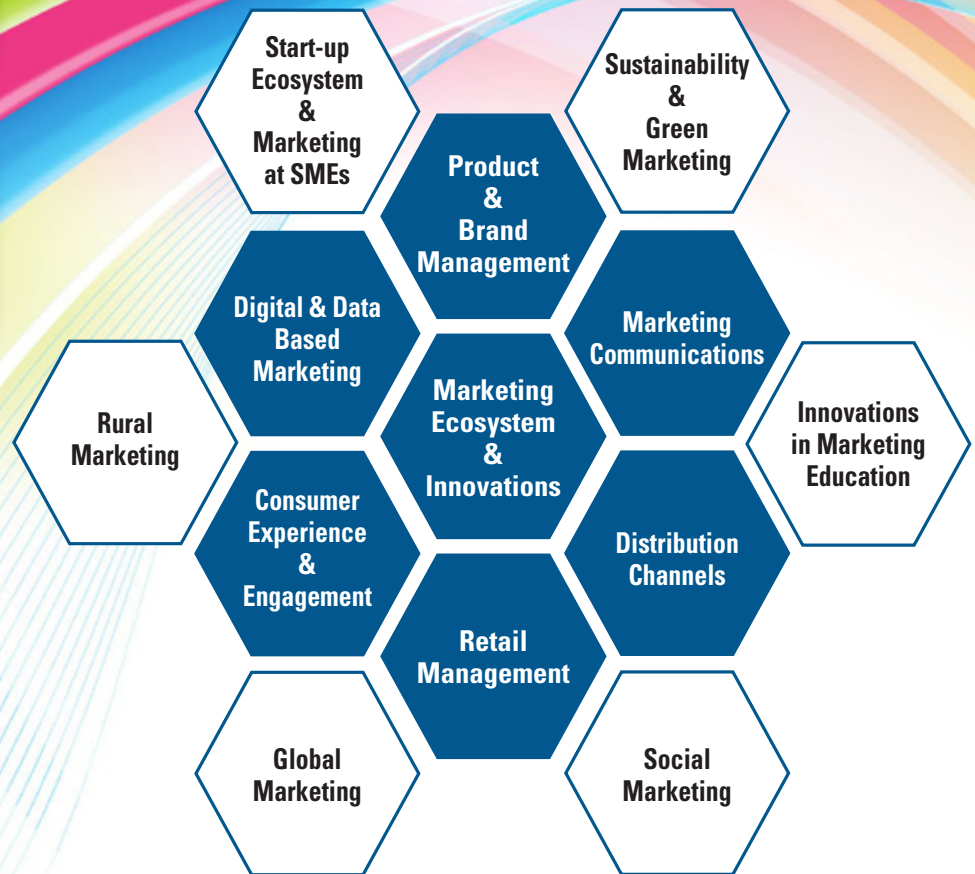 Start-up
Ecosystem
&
Marketing
at SMEs
Sustainability
&
Green
Marketing
Product
&
Brand
Management
Digital & Data
Based
Marketing
Marketing
Communications
Rural
Marketing
Marketing
Ecosystem
&
Innovations
Innovations
in Marketing
Education
Consumer
Experience
&
Engagement
Distribution
Channels
Retail
Management
Global
Marketing
Social
Marketing